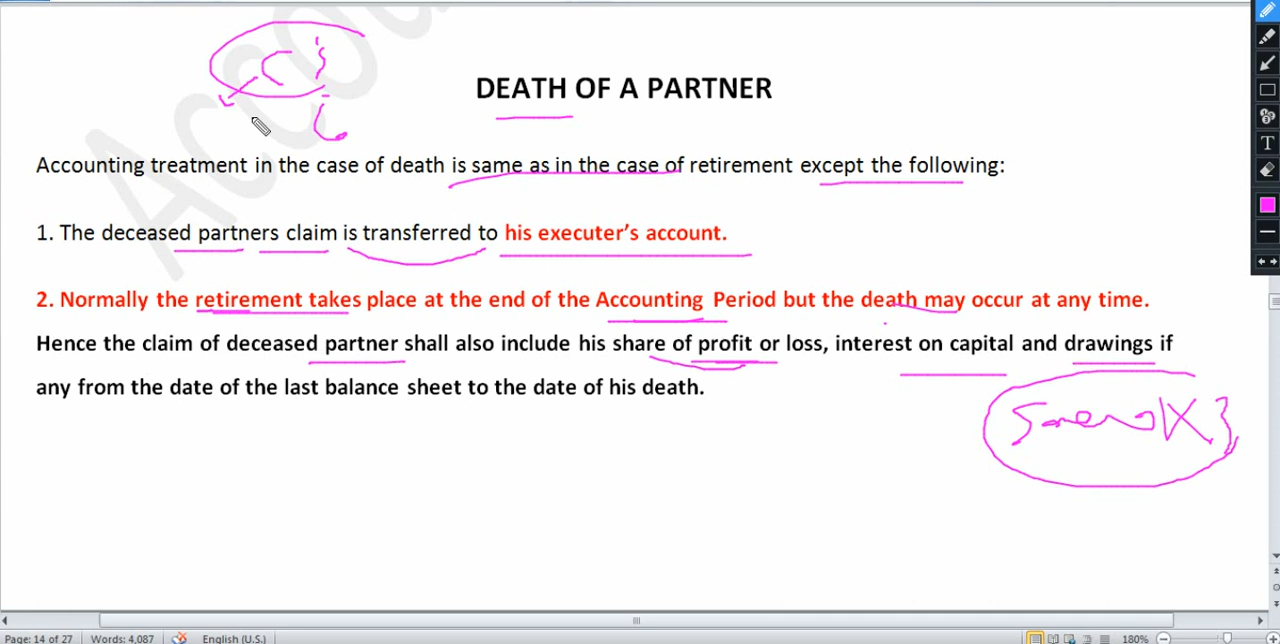 DEATH OF A PARTNER
Accounting treatment in the case of death is same as in the case of retirement except the following:
1. The deceased partners claim is transferred to his executer's account.
2. Normally the retirement takes place at the end of the Accounting Period but the death may occur at any time.
Hence the claim of deceased partner shall also include his share of profit or loss, interest on capital and drawings if
any from the date of the last balance sheet to the date of his death.
Page: 14 of 27 Words: 4,087 English (U.S.) 180%